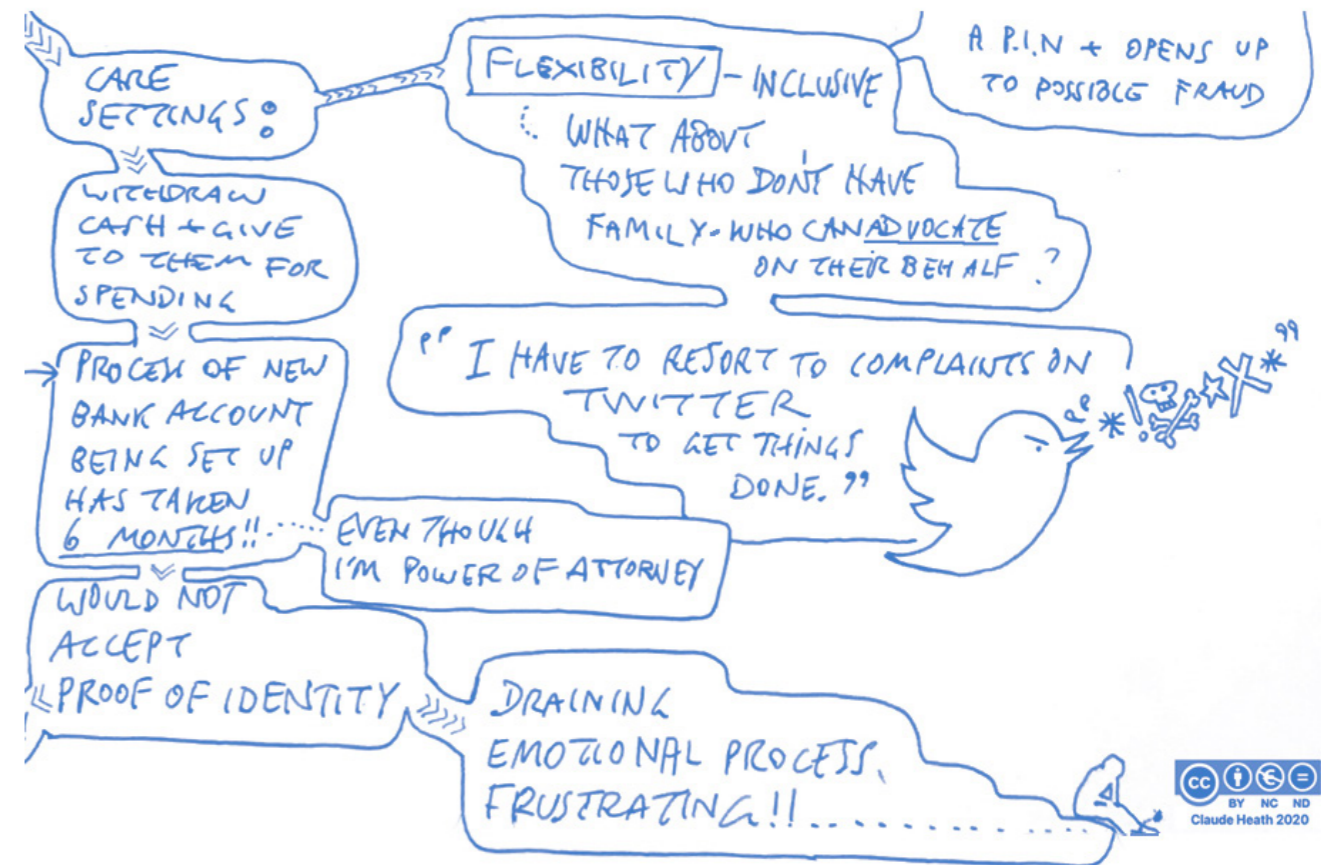 CARE
SETTINGS:
WITHDRAW
CASH + GIVE
TO THEM FOR
SPENDING
PROCESS OF NEW
BANK ACCOUNT
BEING SET UP
HAS TAKEN
6 MONTHS!!......
EVEN THOUGH
I'M POWER OF ATTORNEY
WOULD NOT
ACCEPT
PROOF OF IDENTITY
DRAINING
EMOTIONAL PROCESS.
FRUSTRATING!!............
FLEXIBILITY - INCLUSIVE
WHAT ABOUT
THOSE WHO DON'T HAVE
FAMILY - WHO CAN ADVOCATE
ON THEIR BEHALF?
A P.I.N + OPENS UP
TO POSSIBLE FRAUD
"I HAVE TO RESORT TO COMPLAINTS ON
TWITTER
TO GET THINGS
DONE."
CC BY NC ND
Claude Heath 2020